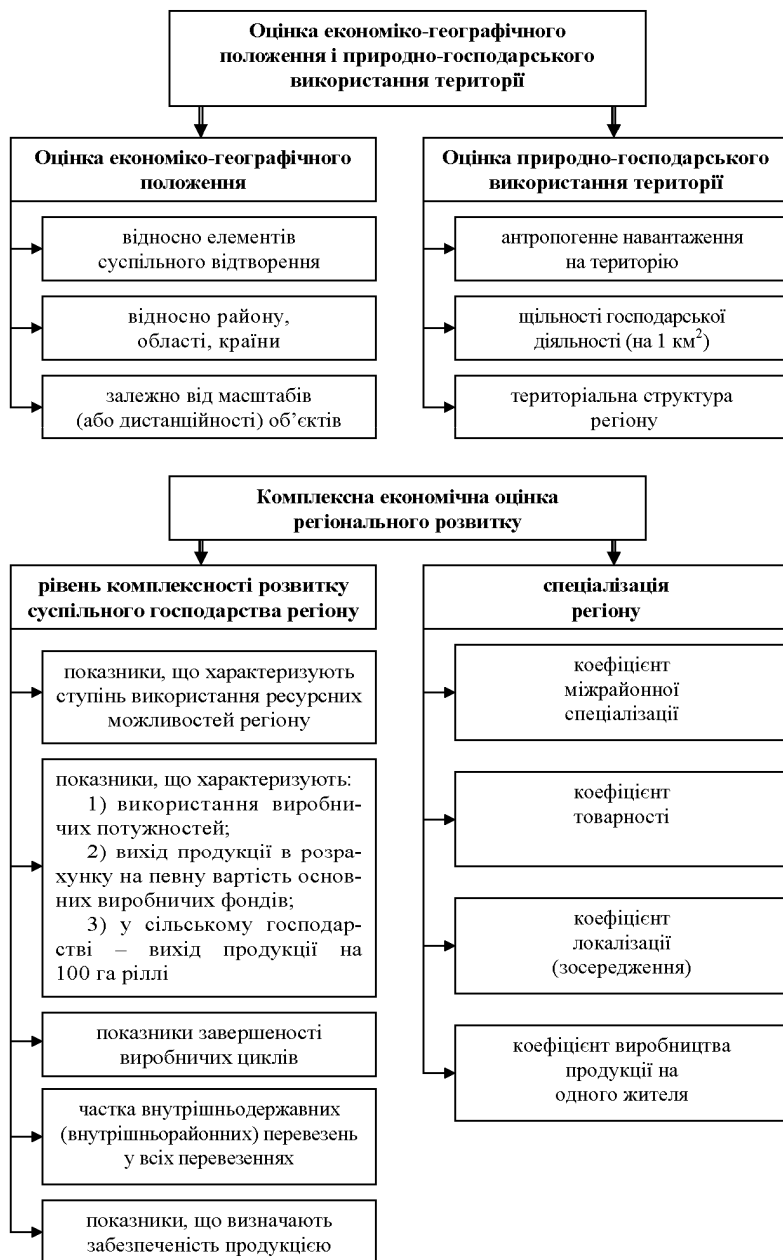 Оцінка економіко-географічного
положення і природно-господарського
використання території
Оцінка економіко-географічного
положення
відносно елементів
суспільного відтворення
відносно району,
області, країни
залежно від масштабів
(або дистанційності) об’єктів
Оцінка природно-господарського
використання території
антропогенне навантаження
на територію
щільності господарської
діяльності (на 1 км²)
територіальна структура
регіону
Комплексна економічна оцінка
регіонального розвитку
рівень комплексності розвитку
суспільного господарства регіону
показники, що характеризують
ступінь використання ресурсних
можливостей регіону
показники, що характеризують:
1) використання виробни-
чих потужностей;
2) вихід продукції в розра-
хунку на певну вартість основ-
них виробничих фондів;
3) у сільському господар-
стві – вихід продукції на
100 га ріллі
показники завершеності
виробничих циклів
частка внутрішньодержавних
(внутрішньорайонних) перевезень
у всіх перевезеннях
показники, що визначають
забезпеченість продукцією
спеціалізація
регіону
коефіцієнт
міжрайонної
спеціалізації
коефіцієнт
товарності
коефіцієнт
локалізації
(зосередження)
коефіцієнт виробництва
продукції на
одного жителя